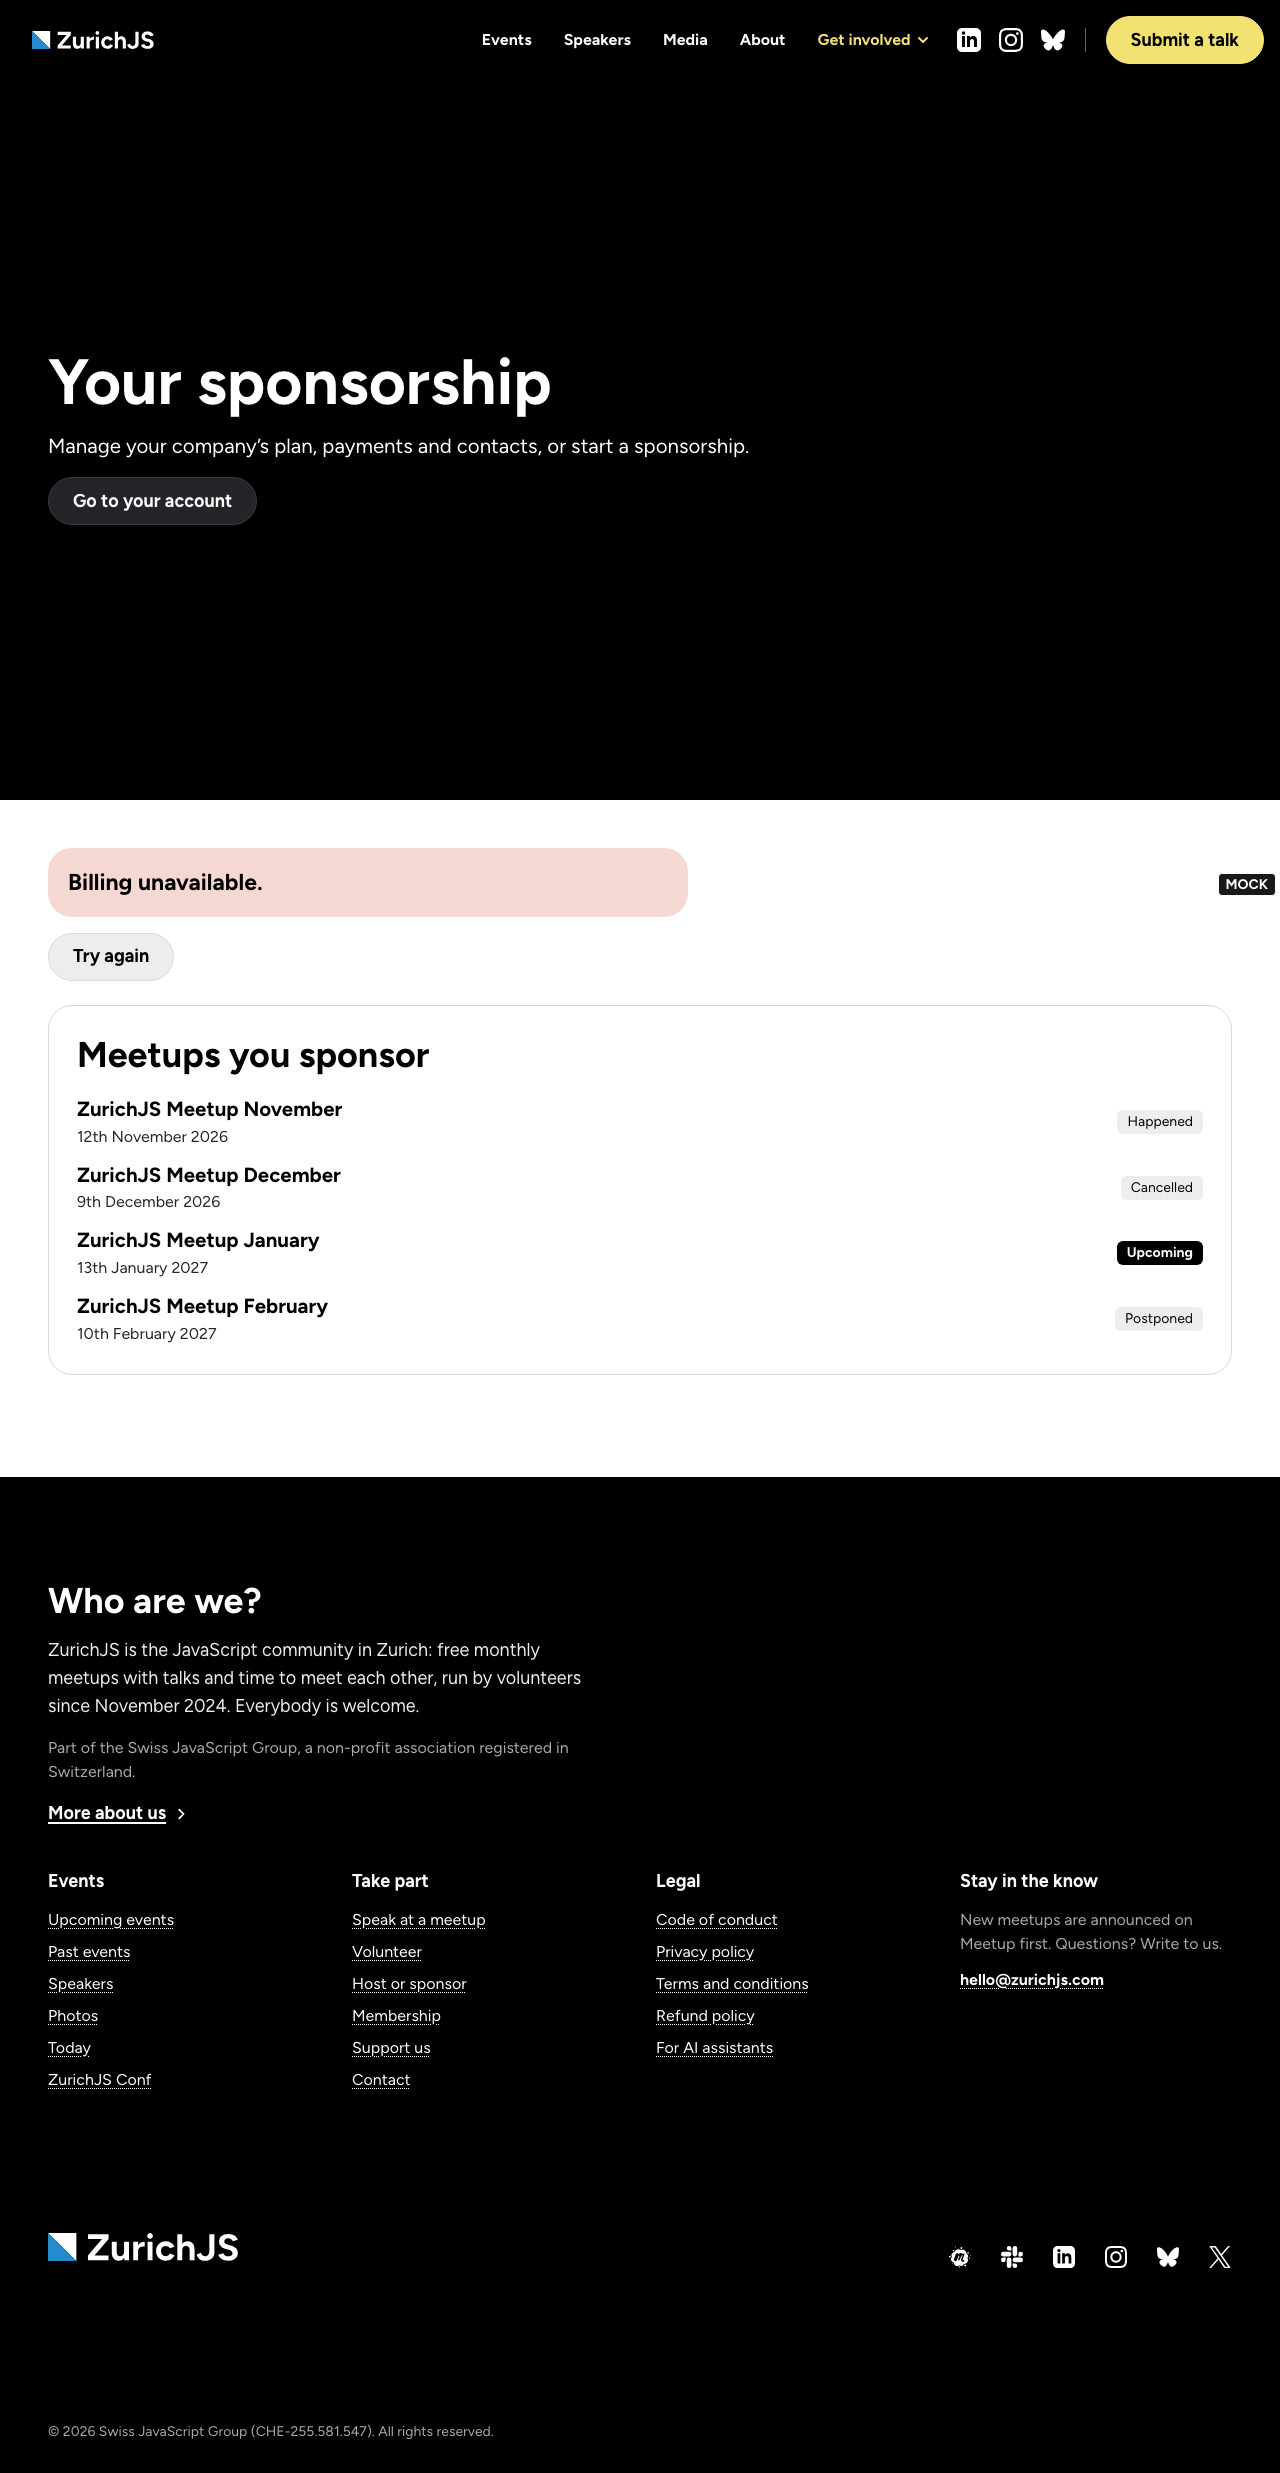 ZurichJS
Events
Speakers
Media
About
Get involved
Submit a talk
Your sponsorship
Manage your company’s plan, payments and contacts, or start a sponsorship.
Go to your account
Billing unavailable.
MOCK
Try again
Meetups you sponsor
ZurichJS Meetup November
12th November 2026
Happened
ZurichJS Meetup December
9th December 2026
Cancelled
ZurichJS Meetup January
13th January 2027
Upcoming
ZurichJS Meetup February
10th February 2027
Postponed
Who are we?
ZurichJS is the JavaScript community in Zurich: free monthly
meetups with talks and time to meet each other, run by volunteers
since November 2024. Everybody is welcome.
Part of the Swiss JavaScript Group, a non-profit association registered in
Switzerland.
More about us
Events
Upcoming events
Past events
Speakers
Photos
Today
ZurichJS Conf
Take part
Speak at a meetup
Volunteer
Host or sponsor
Membership
Support us
Contact
Legal
Code of conduct
Privacy policy
Terms and conditions
Refund policy
For AI assistants
Stay in the know
New meetups are announced on
Meetup first. Questions? Write to us.
hello@zurichjs.com
ZurichJS
© 2026 Swiss JavaScript Group (CHE-255.581.547). All rights reserved.